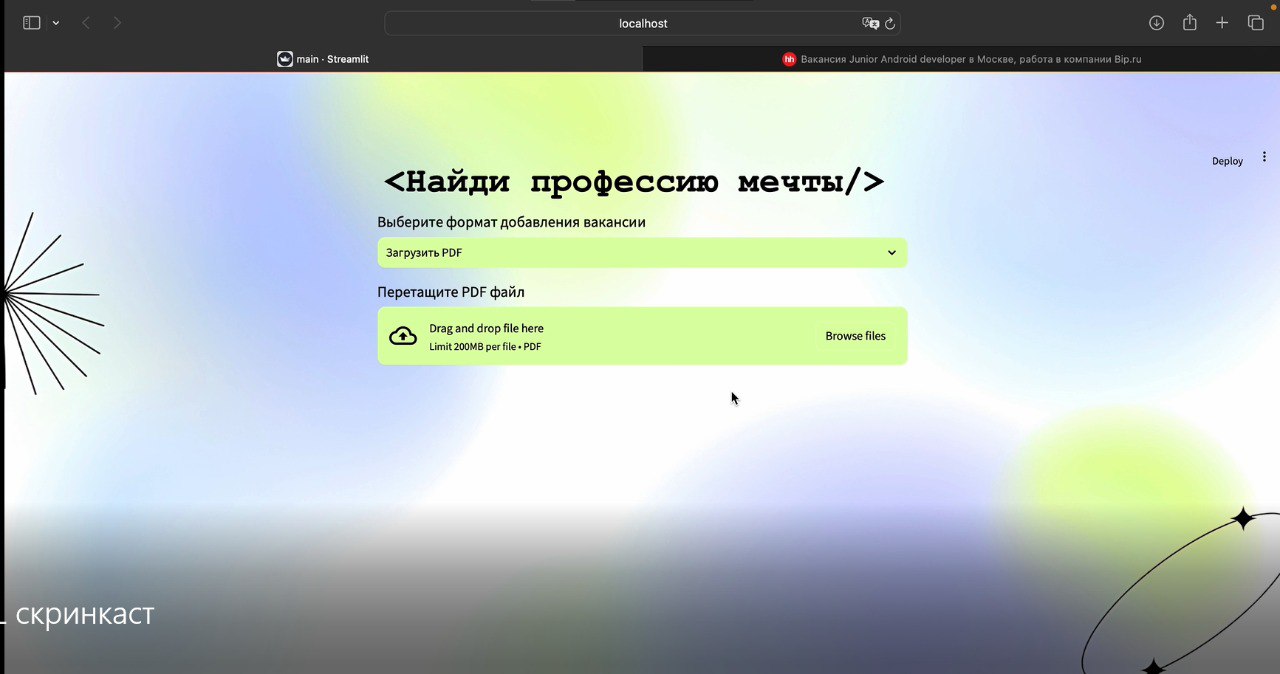 localhost
main · Streamlit
hh Вакансия Junior Android developer в Москве, работа в компании Bip.ru
Deploy
<Найди профессию мечты/>
Выберите формат добавления вакансии
Загрузить PDF
Перетащите PDF файл
Drag and drop file here
Limit 200MB per file • PDF
Browse files
скринкаст